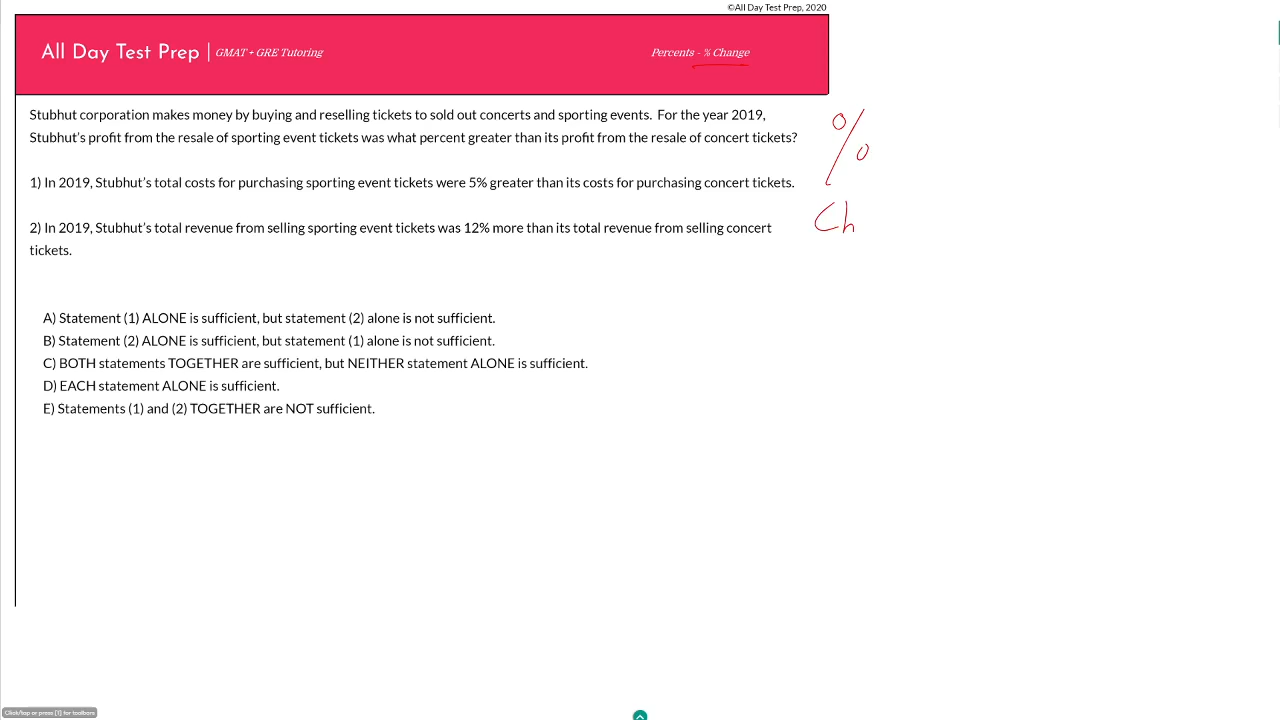 ©All Day Test Prep, 2020
All Day Test Prep | GMAT + GRE Tutoring
Percents - % Change
Stubhut corporation makes money by buying and reselling tickets to sold out concerts and sporting events. For the year 2019,
Stubhut's profit from the resale of sporting event tickets was what percent greater than its profit from the resale of concert tickets?
%
1) In 2019, Stubhut's total costs for purchasing sporting event tickets were 5% greater than its costs for purchasing concert tickets.
Ch
2) In 2019, Stubhut's total revenue from selling sporting event tickets was 12% more than its total revenue from selling concert
tickets.
A) Statement (1) ALONE is sufficient, but statement (2) alone is not sufficient.
B) Statement (2) ALONE is sufficient, but statement (1) alone is not sufficient.
C) BOTH statements TOGETHER are sufficient, but NEITHER statement ALONE is sufficient.
D) EACH statement ALONE is sufficient.
E) Statements (1) and (2) TOGETHER are NOT sufficient.
Click/tap or press [T] for toolbars